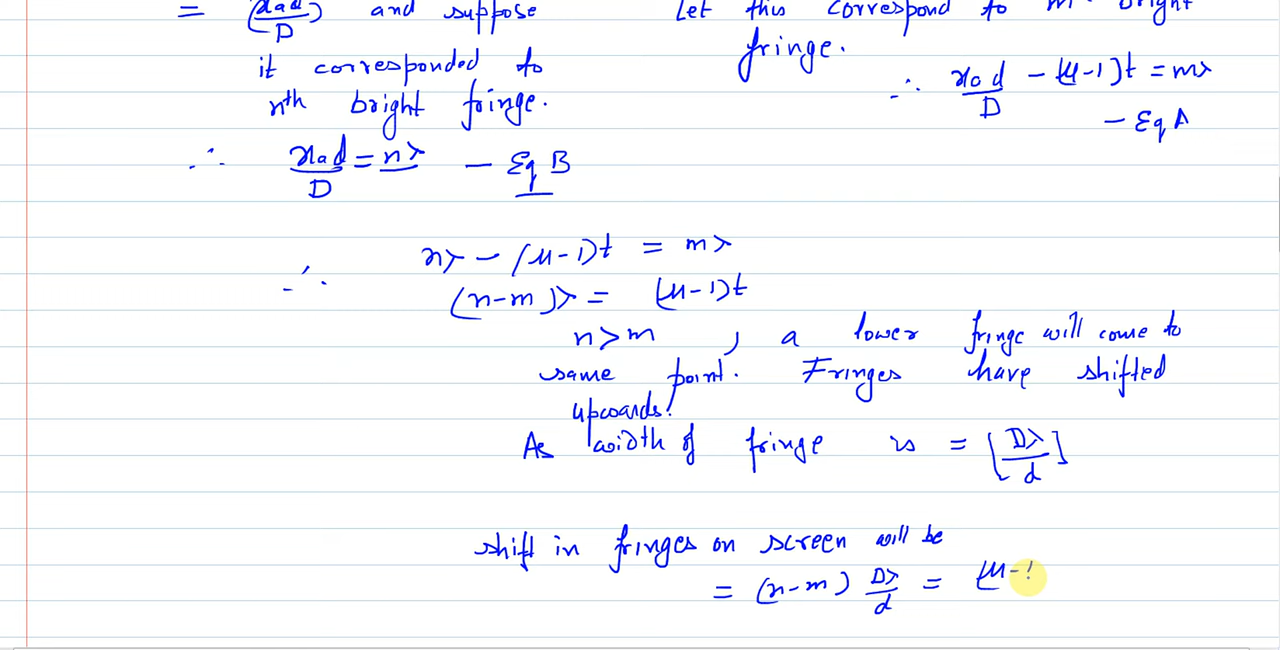 = (x₀d/D) and suppose
it corresponded to
nth bright fringe.
∴ x₀d/D = nλ - Eq B
Let this correspond to mth bright
fringe.
∴ x₀d/D - (μ-1)t = mλ
- Eq A
∴ nλ - (μ-1)t = mλ
(n-m)λ = (μ-1)t
n>m , a lower fringe will come to
same point. Fringes have shifted
upwards!
As width of fringe is = [Dλ/d]
shift in fringes on screen will be
= (n-m) Dλ/d = (μ-1